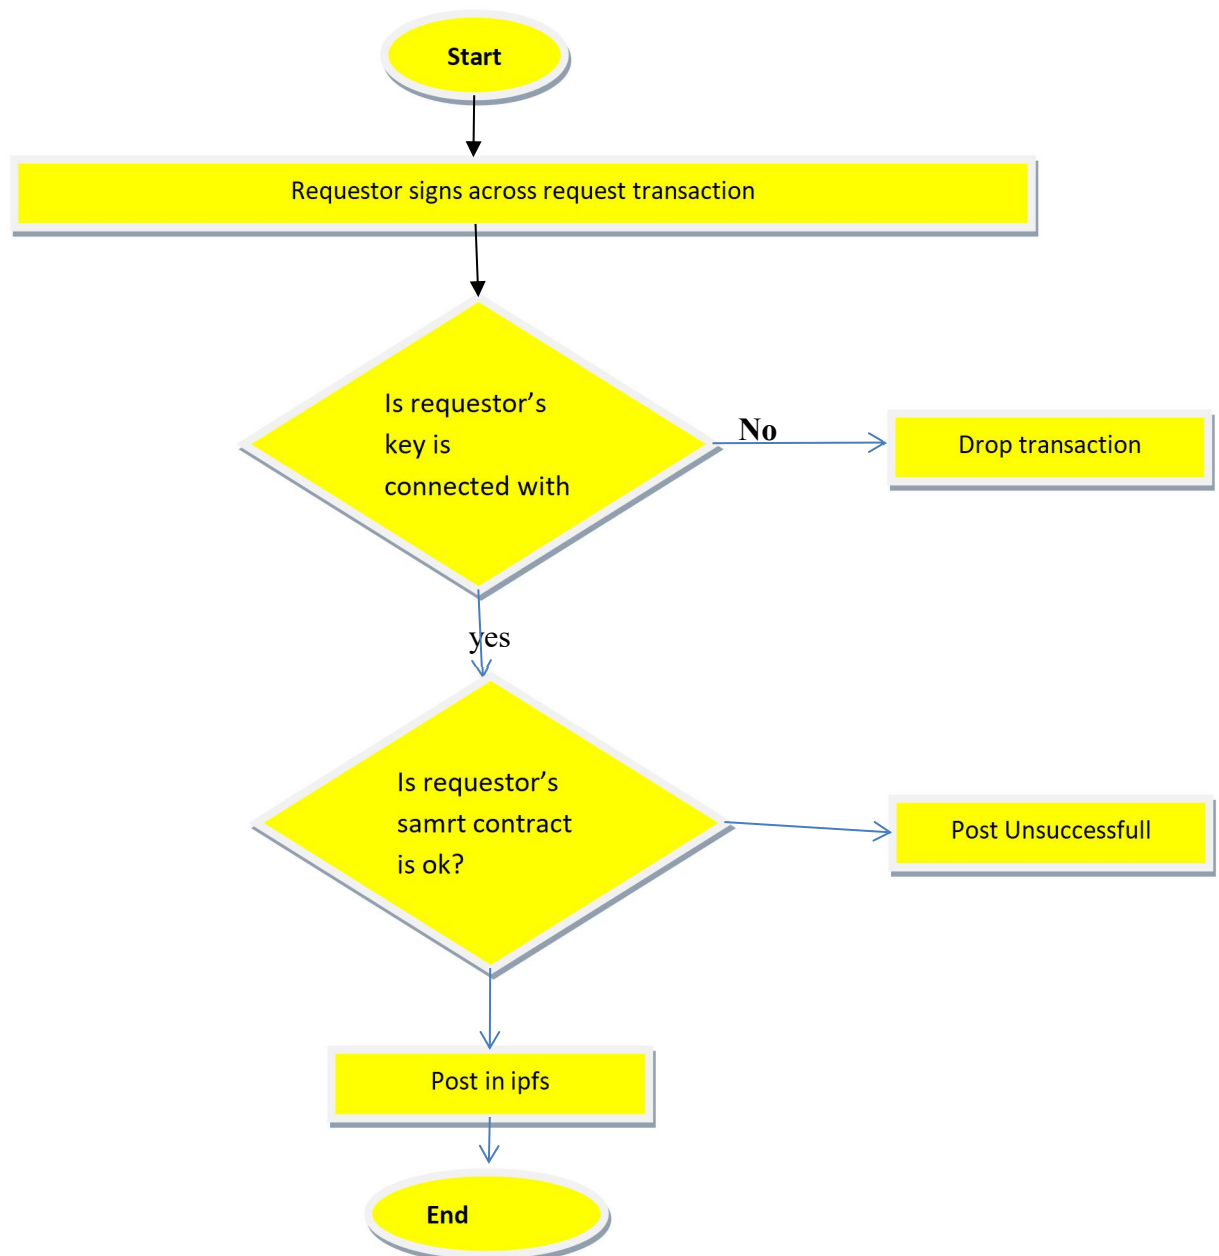 Start
Requestor signs across request transaction
Is requestor’s
key is
connected with
No
Drop transaction
yes
Is requestor’s
samrt contract
is ok?
Post Unsuccessfull
Post in ipfs
End